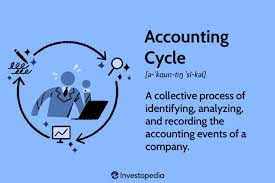 Accounting
Cycle
[ə-ˈkau̇n-tiŋ ˈsī-kəl]
A collective process of
identifying, analyzing,
and recording the
accounting events of a
company.
Investopedia